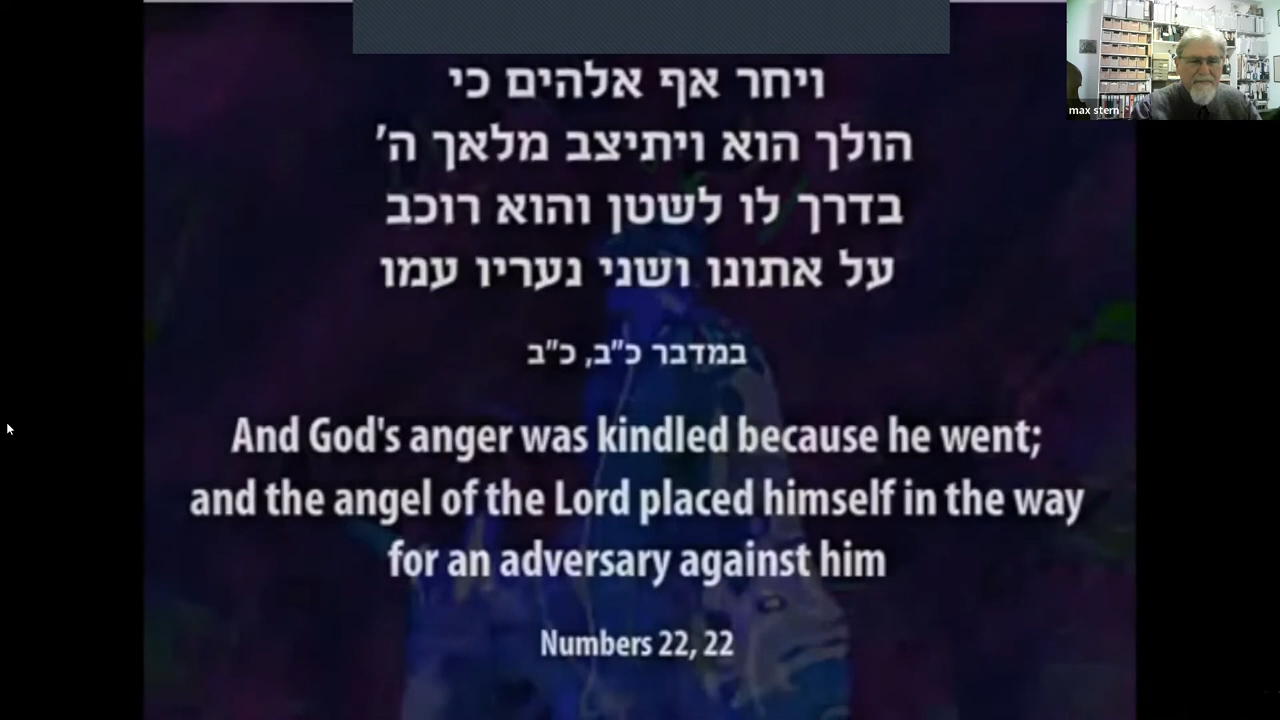 ויחר אף אלהים כי
הולך הוא ויתיצב מלאך ה'
בדרך לו לשטן והוא רוכב
על אתונו ושני נעריו עמו
במדבר כ"ב, כ"ב
And God's anger was kindled because he went;
and the angel of the Lord placed himself in the way
for an adversary against him
Numbers 22, 22
max stern